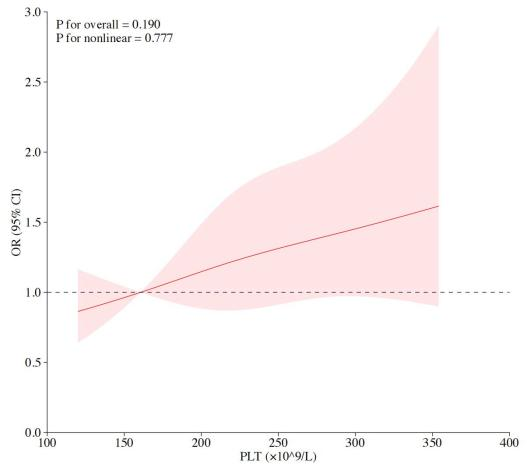 P for overall = 0.190
P for nonlinear = 0.777
3.0
2.5
2.0
1.5
1.0
0.5
0.0
OR (95% CI)
100 150 200 250 300 350 400
PLT (×10^9/L)